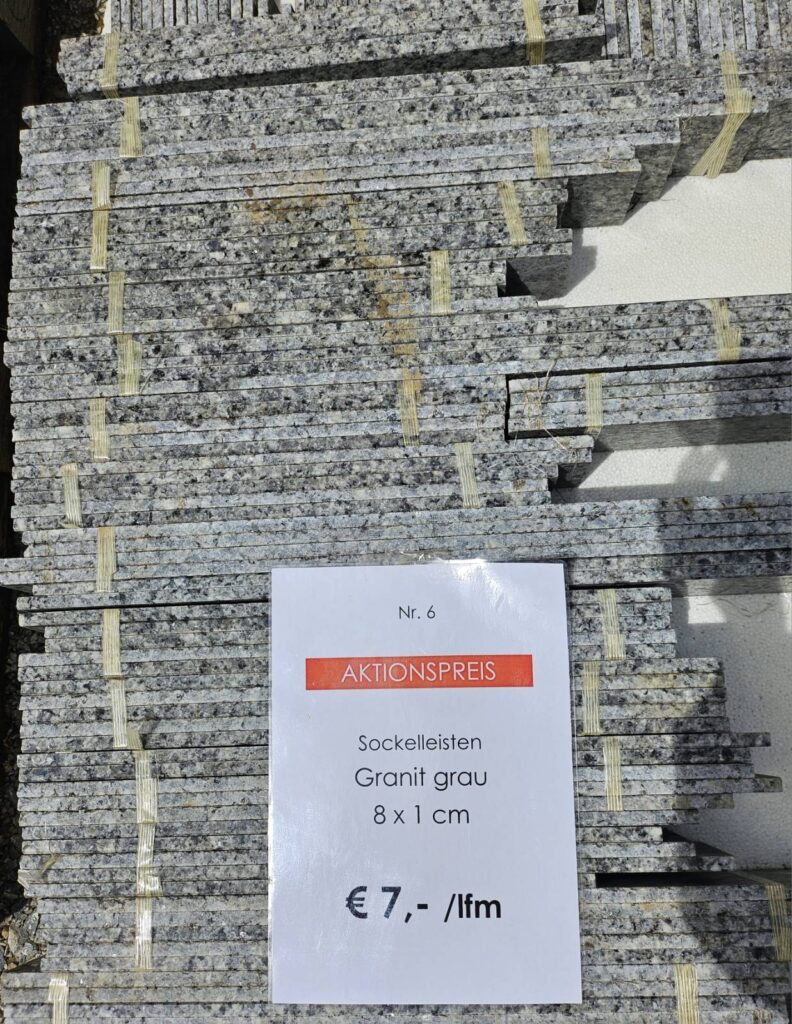 Nr. 6
AKTIONSPREIS
Sockelleisten
Granit grau
8 x 1 cm
€ 7,- /lfm